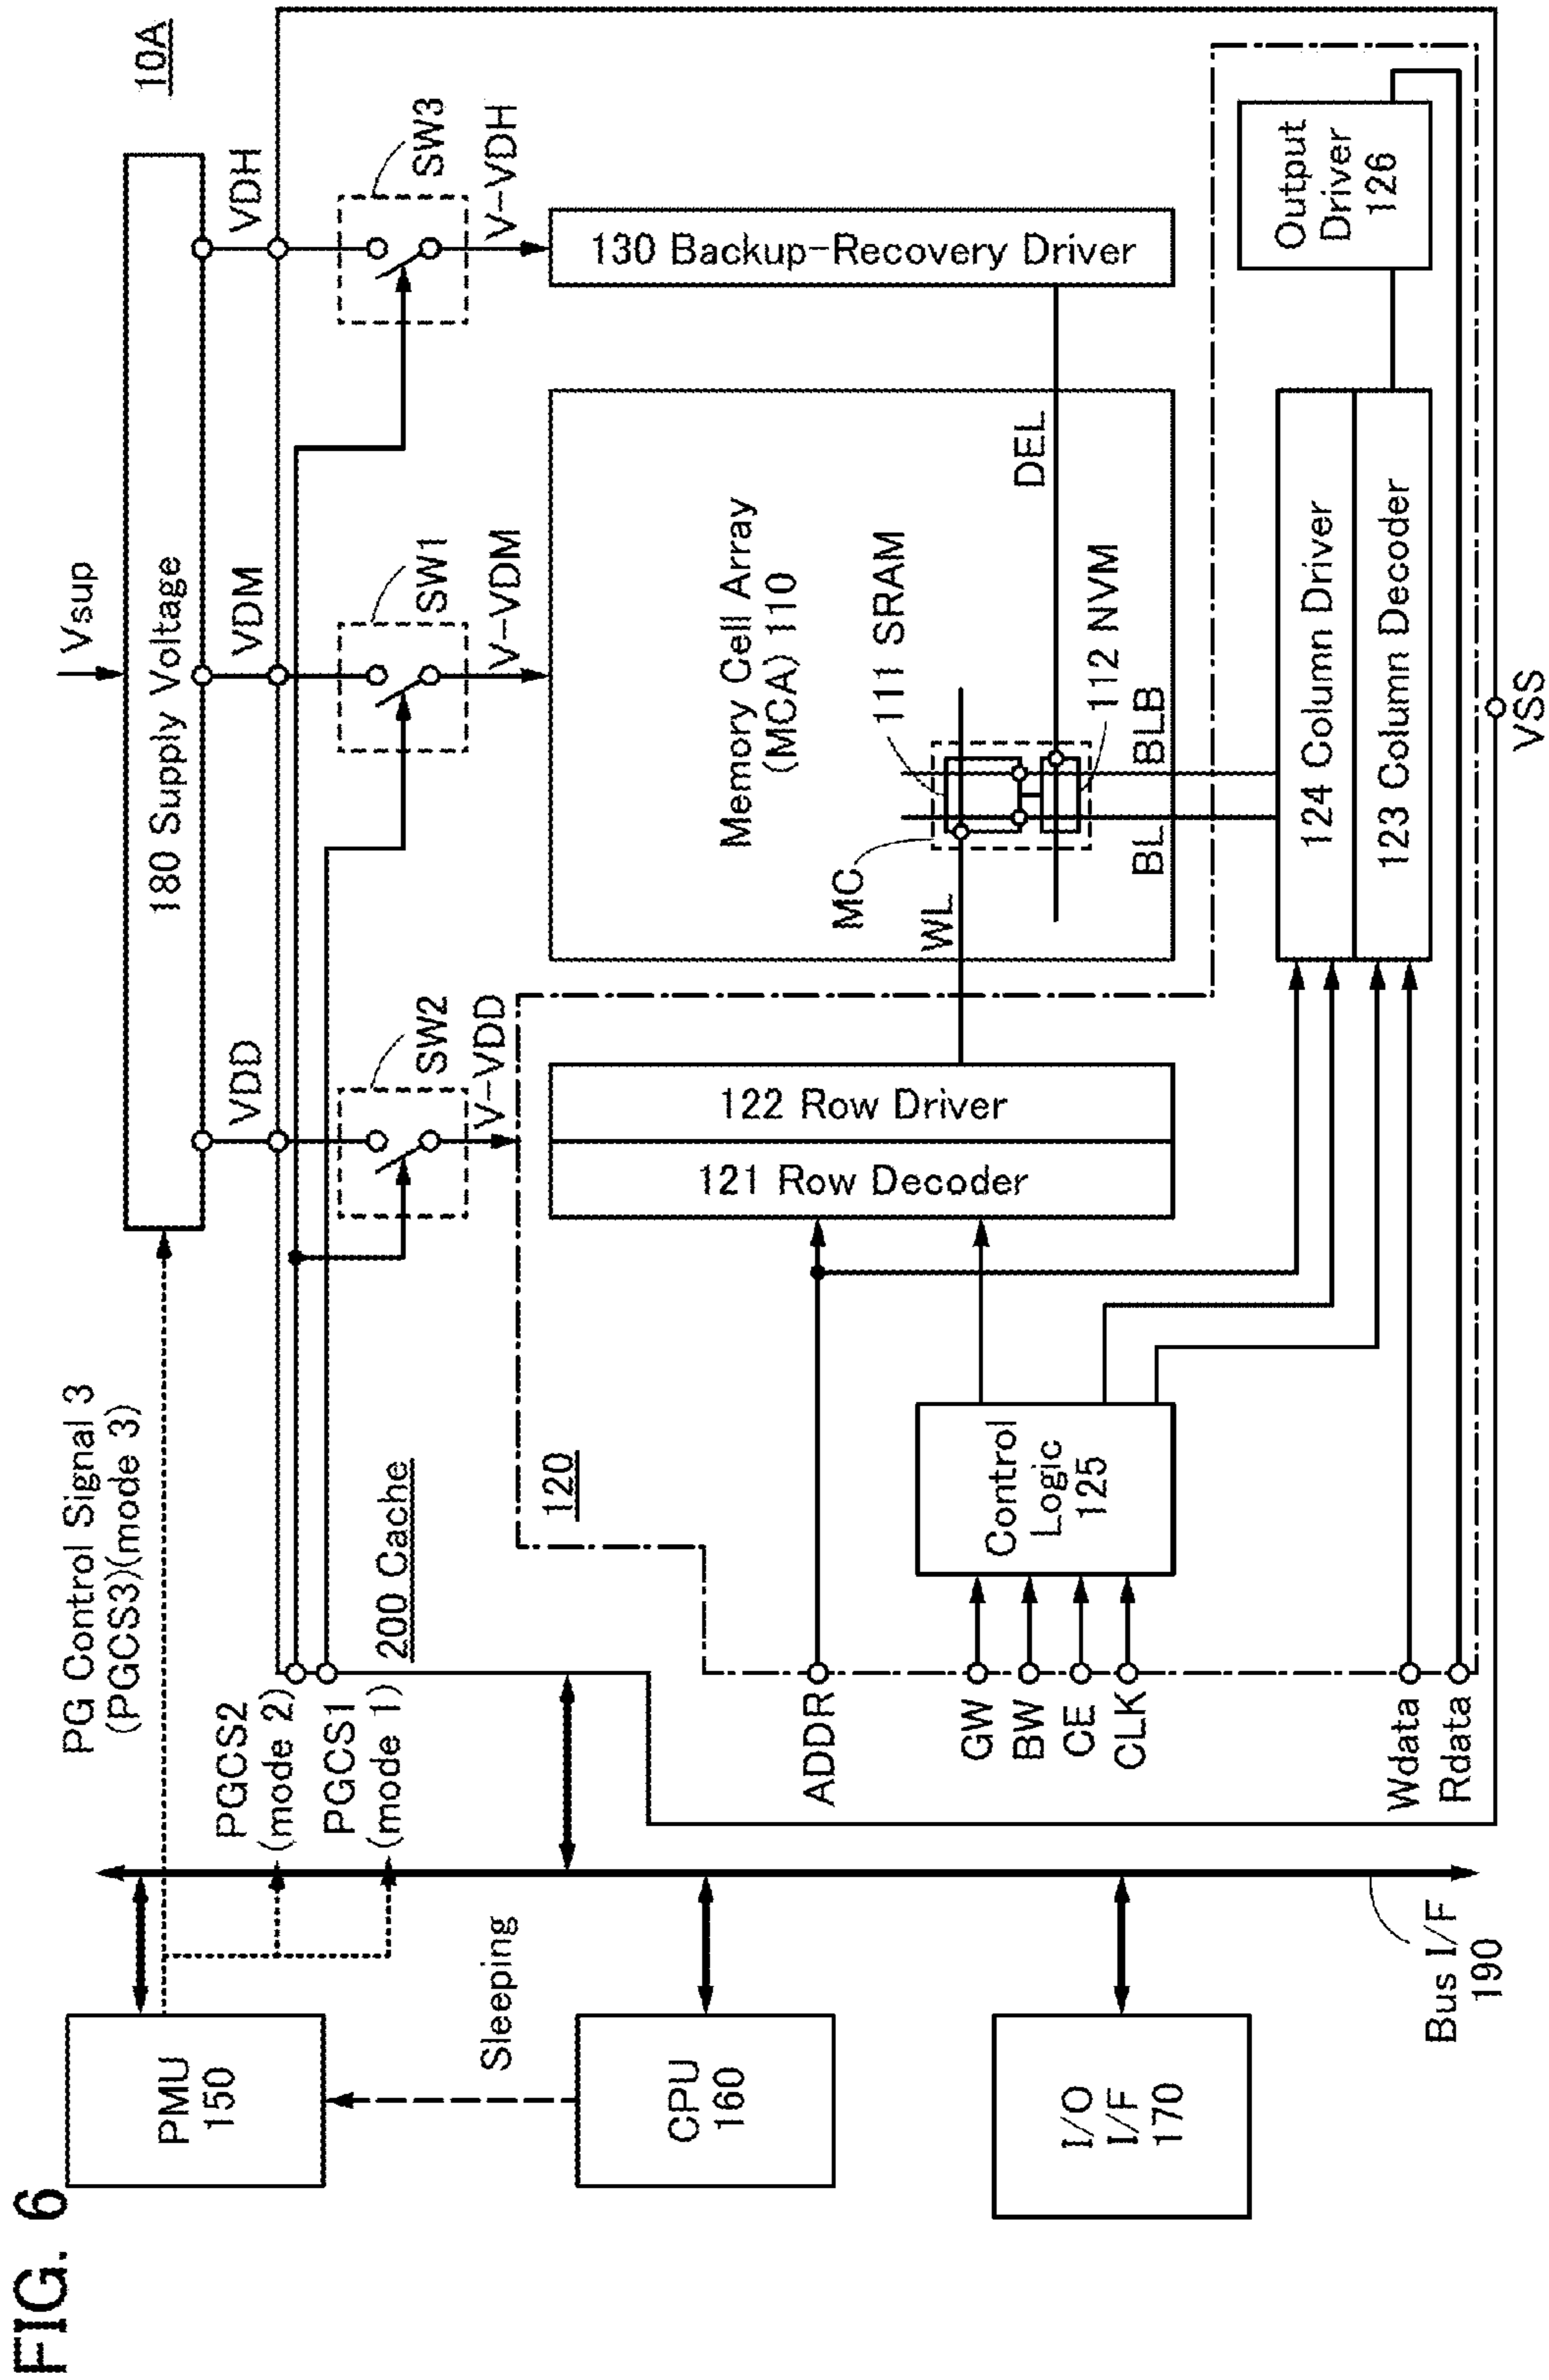 FIG. 6
10A
Vsup
180 Supply Voltage
PG Control Signal 3
(PGCS3)(mode 3)
VDD
VDM
VDH
PGCS2
(mode 2)
PGCS1
(mode 1)
200 Cache
SW2
SW1
SW3
V-VDD
V-VDM
V-VDH
PMU
150
Sleeping
CPU
160
I/O
I/F
170
Bus I/F
190
120
121 Row Decoder
122 Row Driver
Memory Cell Array
(MCA) 110
130 Backup-Recovery Driver
MC
111 SRAM
WL
DEL
112 NVM
BL
BLB
ADDR
GW
BW
CE
CLK
Wdata
Rdata
Control
Logic
125
124 Column Driver
123 Column Decoder
Output
Driver
126
VSS